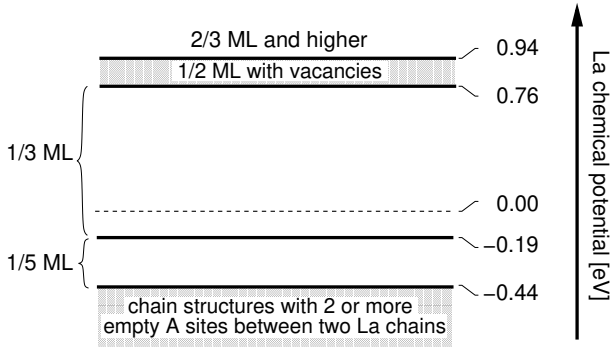 2/3 ML and higher
0.94
1/2 ML with vacancies
0.76
1/3 ML
0.00
−0.19
1/5 ML
−0.44
chain structures with 2 or more
empty A sites between two La chains
La chemical potential [eV]